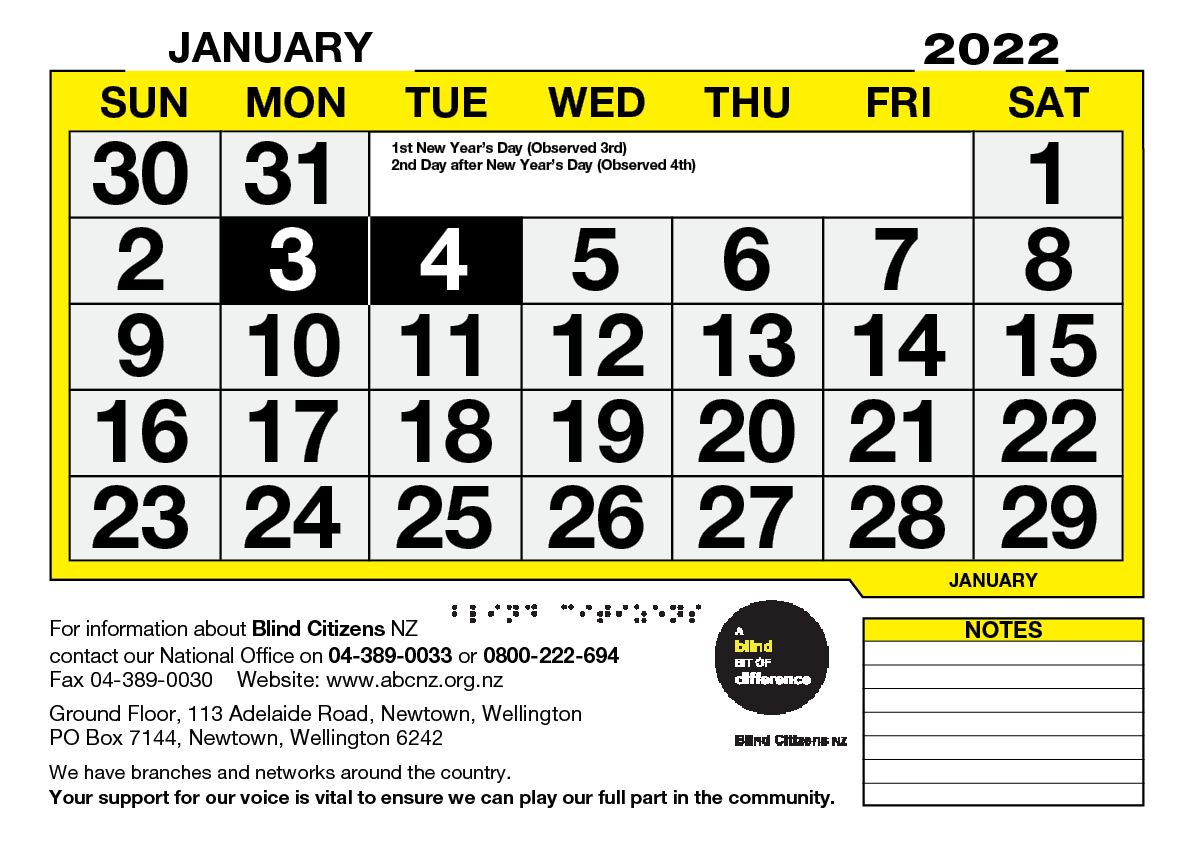 JANUARY 2022
SUN MON TUE WED THU FRI SAT
30 31 1st New Year's Day (Observed 3rd)
2nd Day after New Year's Day (Observed 4th) 1
2 3 4 5 6 7 8
9 10 11 12 13 14 15
16 17 18 19 20 21 22
23 24 25 26 27 28 29
JANUARY
For information about Blind Citizens NZ
contact our National Office on 04-389-0033 or 0800-222-694
Fax 04-389-0030 Website: www.abcnz.org.nz
Ground Floor, 113 Adelaide Road, Newtown, Wellington
PO Box 7144, Newtown, Wellington 6242
We have branches and networks around the country.
Your support for our voice is vital to ensure we can play our full part in the community.
A
blind
BIT OF
difference
Blind Citizens NZ
NOTES